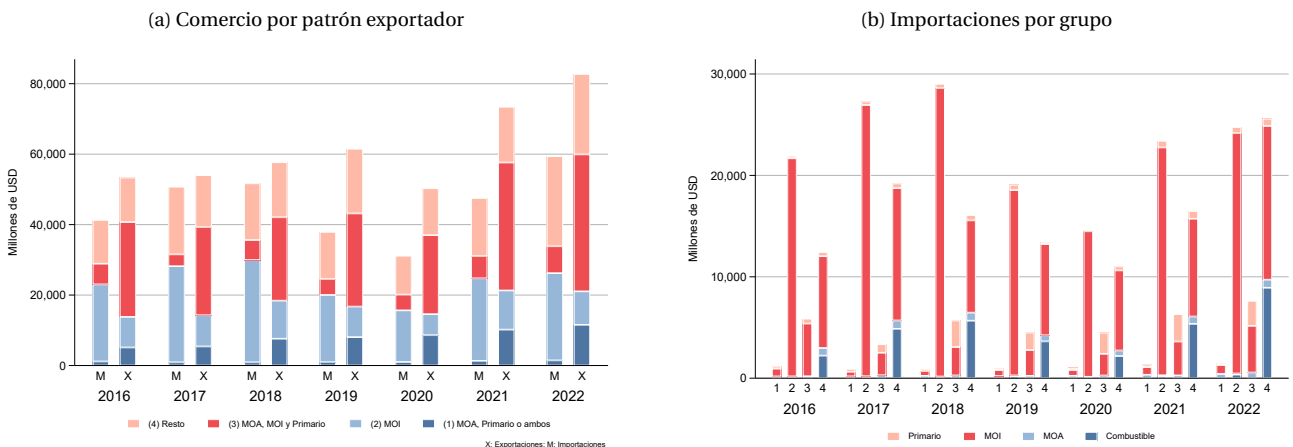 (a) Comercio por patrón exportador
Millones de USD
80,000
60,000
40,000
20,000
0
M X M X M X M X M X M X M X
2016 2017 2018 2019 2020 2021 2022
(4) Resto (3) MOA, MOI y Primario (2) MOI (1) MOA, Primario o ambos
X: Exportaciones; M: Importaciones
(b) Importaciones por grupo
Millones de USD
30,000
20,000
10,000
0
1 2 3 4 1 2 3 4 1 2 3 4 1 2 3 4 1 2 3 4 1 2 3 4 1 2 3 4
2016 2017 2018 2019 2020 2021 2022
Primario MOI MOA Combustible